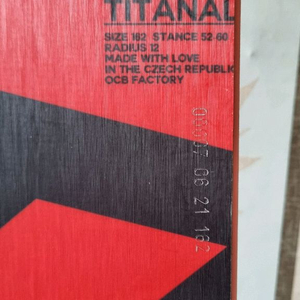 TITANAL
SIZE 162 STANCE 52-60
RADIUS 12
MADE WITH LOVE
IN THE CZECH REPUBLIK
OCB FACTORY
06 21 162